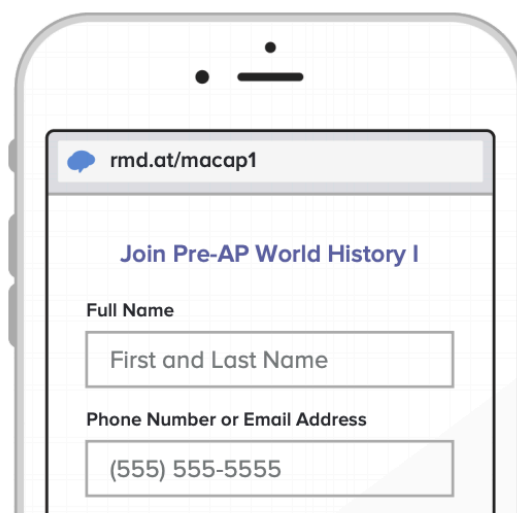 rmd.at/macap1
Join Pre-AP World History I
Full Name
First and Last Name
Phone Number or Email Address
(555) 555-5555